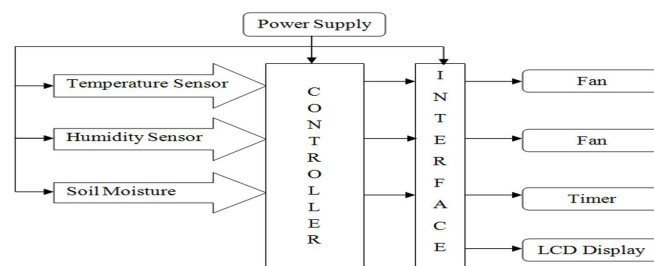 Power Supply
Temperature Sensor
Humidity Sensor
Soil Moisture
CONTROLLER
INTERFACE
Fan
Fan
Timer
LCD Display